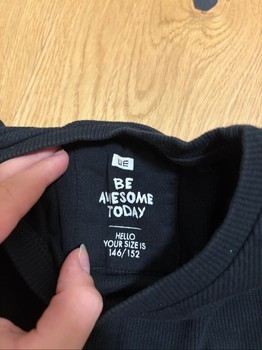 WE
BE
AWESOME
TODAY
HELLO
YOUR SIZE IS
146/152